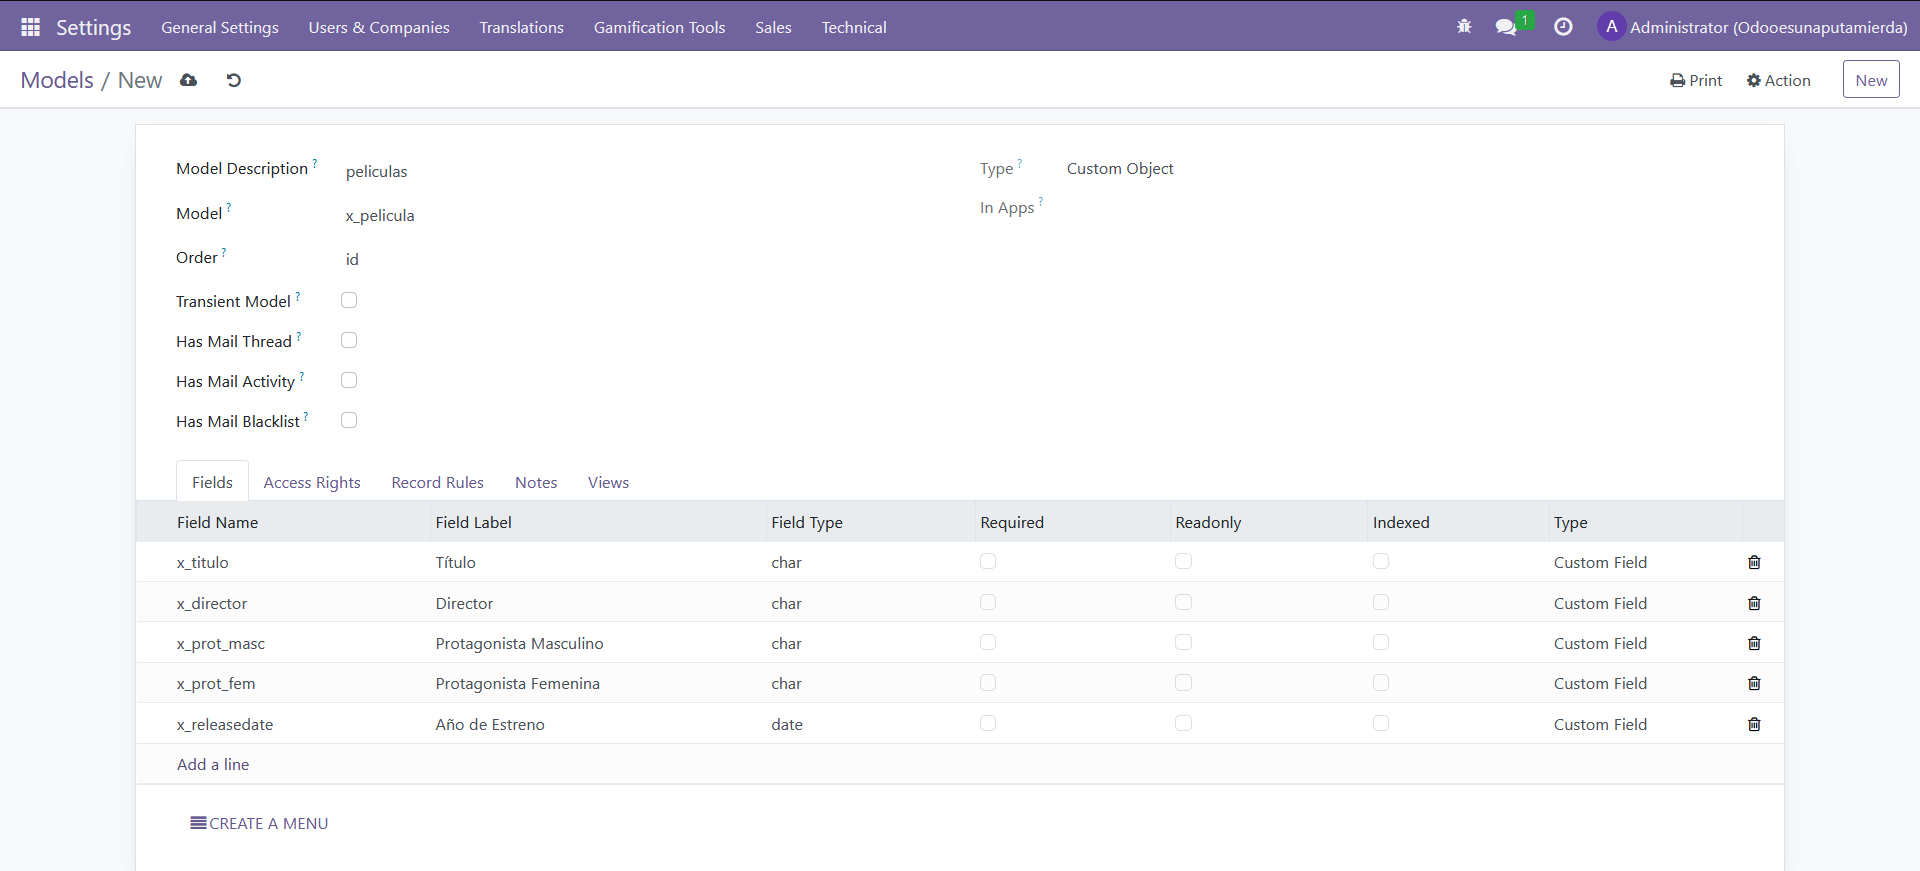 Settings General Settings Users & Companies Translations Gamification Tools Sales Technical 1 A Administrator (Odooesunaputamierda)
Models / New Print Action New
Model Description ? peliculas Type ? Custom Object
Model ? x_pelicula In Apps ?
Order ? id
Transient Model ?
Has Mail Thread ?
Has Mail Activity ?
Has Mail Blacklist ?
Fields Access Rights Record Rules Notes Views
Field Name Field Label Field Type Required Readonly Indexed Type
x_titulo Título char Custom Field
x_director Director char Custom Field
x_prot_masc Protagonista Masculino char Custom Field
x_prot_fem Protagonista Femenina char Custom Field
x_releasedate Año de Estreno date Custom Field
Add a line
CREATE A MENU